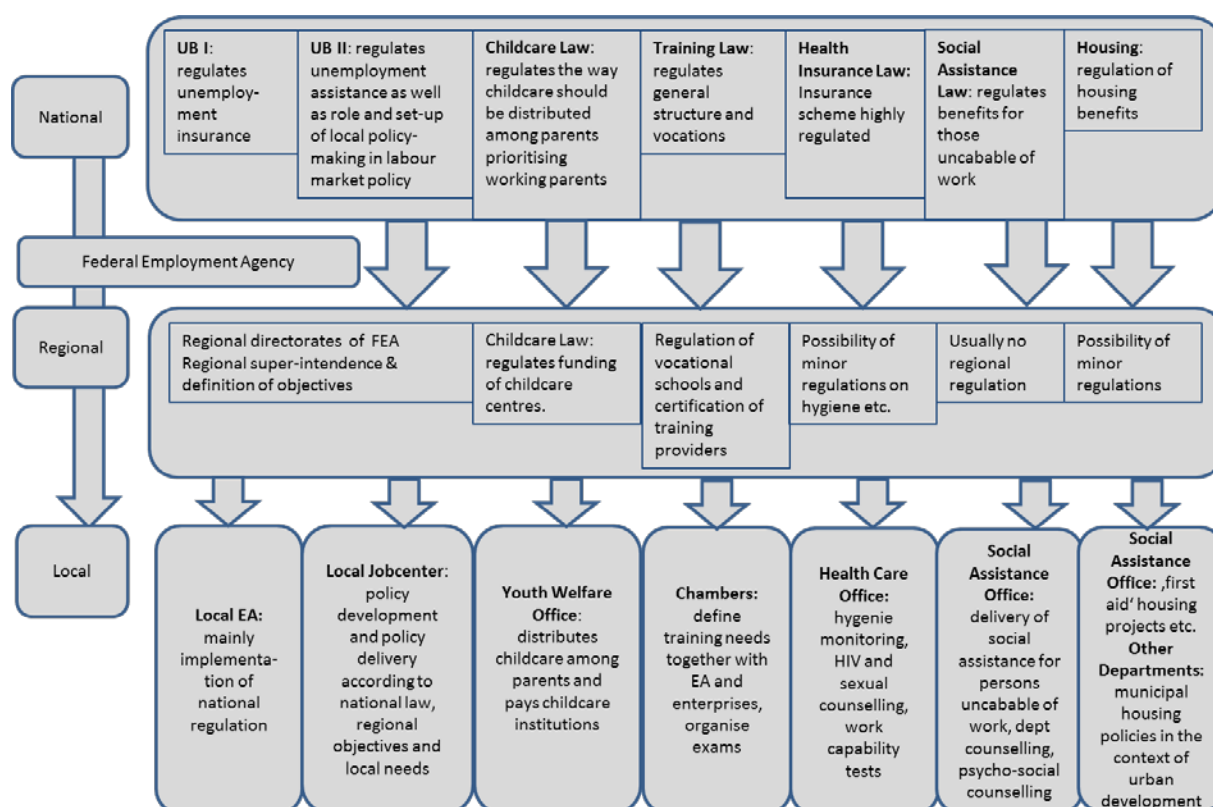 National
UB I:
regulates
unemploy-
ment
insurance
UB II: regulates
unemployment
assistance as well
as role and set-up
of local policy-
making in labour
market policy
Childcare Law:
regulates the way
childcare should
be distributed
among parents
prioritising
working parents
Training Law:
regulates
general
structure and
vocations
Health
Insurance Law:
Insurance
scheme highly
regulated
Social
Assistance
Law: regulates
benefits for
those
uncabable of
work
Housing:
regulation of
housing
benefits
Federal Employment Agency
Regional
Regional directorates of FEA
Regional super-intendence &
definition of objectives
Childcare Law:
regulates funding
of childcare
centres.
Regulation of
vocational
schools and
certification of
training
providers
Possibility of
minor
regulations on
hygiene etc.
Usually no
regional
regulation
Possibility of
minor
regulations
Local
Local EA:
mainly
implementa-
tion of
national
regulation
Local Jobcenter:
policy
development
and policy
delivery
according to
national law,
regional
objectives and
local needs
Youth Welfare
Office:
distributes
childcare among
parents and
pays childcare
institutions
Chambers:
define
training needs
together with
EA and
enterprises,
organise
exams
Health Care
Office:
hygenie
monitoring,
HIV and
sexual
counselling,
work
capability
tests
Social
Assistance
Office:
delivery of
social
assistance for
persons
uncabable of
work, dept
counselling,
psycho-social
counselling
Social
Assistance
Office: ‚first
aid‘ housing
projects etc.
Other
Departments:
municipal
housing
policies in the
context of
urban
development